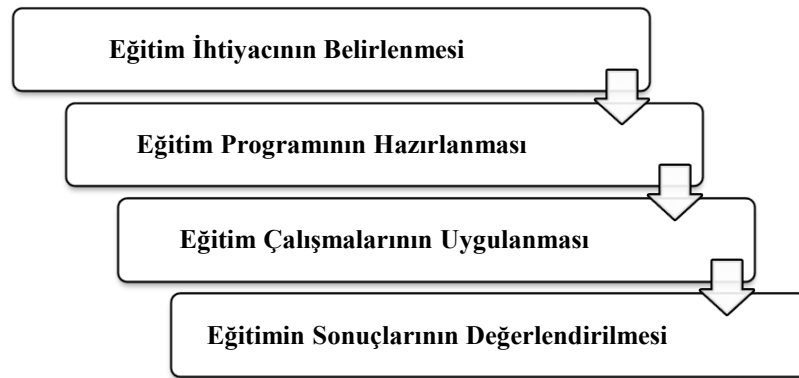 Eğitim İhtiyacının Belirlenmesi
Eğitim Programının Hazırlanması
Eğitim Çalışmalarının Uygulanması
Eğitimin Sonuçlarının Değerlendirilmesi